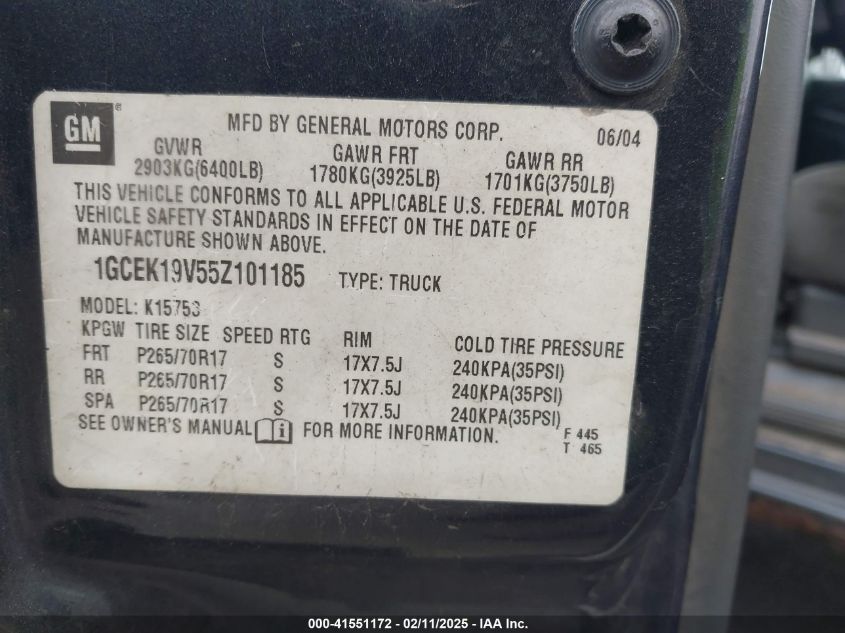 GM®
MFD BY GENERAL MOTORS CORP. 06/04
GVWR GAWR FRT GAWR RR
2903KG(6400LB) 1780KG(3925LB) 1701KG(3750LB)
THIS VEHICLE CONFORMS TO ALL APPLICABLE U.S. FEDERAL MOTOR
VEHICLE SAFETY STANDARDS IN EFFECT ON THE DATE OF
MANUFACTURE SHOWN ABOVE.
1GCEK19V55Z101185 TYPE: TRUCK
MODEL: K15753
KPGW TIRE SIZE SPEED RTG RIM COLD TIRE PRESSURE
FRT P265/70R17 S 17X7.5J 240KPA(35PSI)
RR P265/70R17 S 17X7.5J 240KPA(35PSI)
SPA P265/70R17 S 17X7.5J 240KPA(35PSI)
SEE OWNER'S MANUAL i FOR MORE INFORMATION.
F 445
T 465
000-41551172 — 02/11/2025 — IAA Inc.